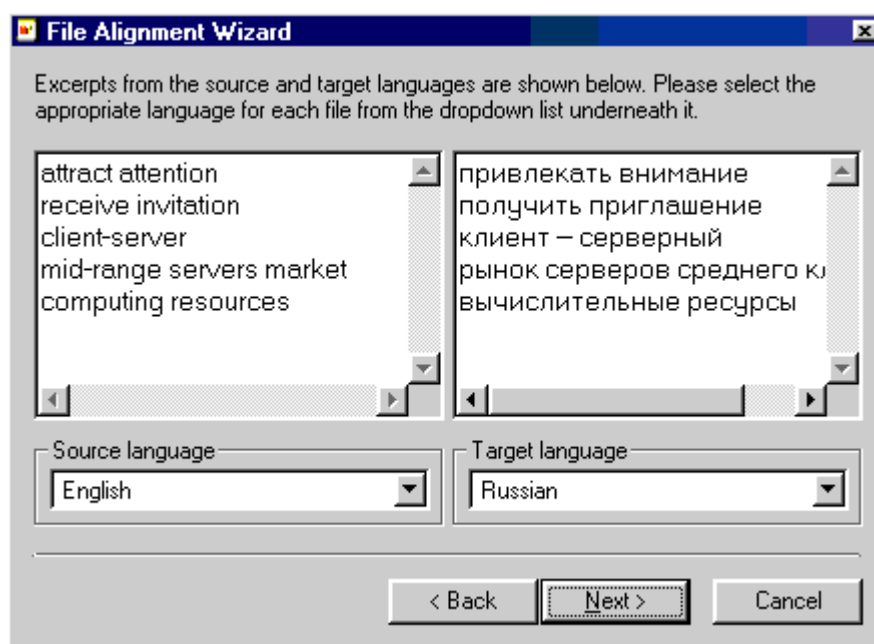 File Alignment Wizard
Excerpts from the source and target languages are shown below. Please select the
appropriate language for each file from the dropdown list underneath it.
attract attention
receive invitation
client-server
mid-range servers market
computing resources
привлекать внимание
получить приглашение
клиент – серверный
рынок серверов среднего
вычислительные ресурсы
Source language
English
Target language
Russian
< Back
Next >
Cancel